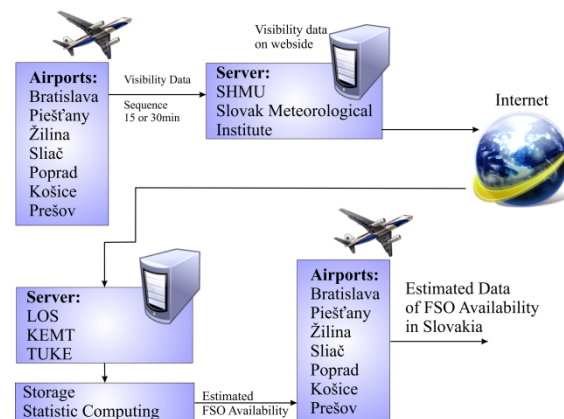 Visibility data
on webside
Airports:
Bratislava
Piešťany
Žilina
Sliač
Poprad
Košice
Prešov
Visibility Data
Sequence
15 or 30min
Server:
SHMU
Slovak Meteorological
Institute
Internet
Server:
LOS
KEMT
TUKE
Storage
Statistic Computing
Estimated
FSO Availability
Airports:
Bratislava
Piešťany
Žilina
Sliač
Poprad
Košice
Prešov
Estimated Data
of FSO Availability
in Slovakia